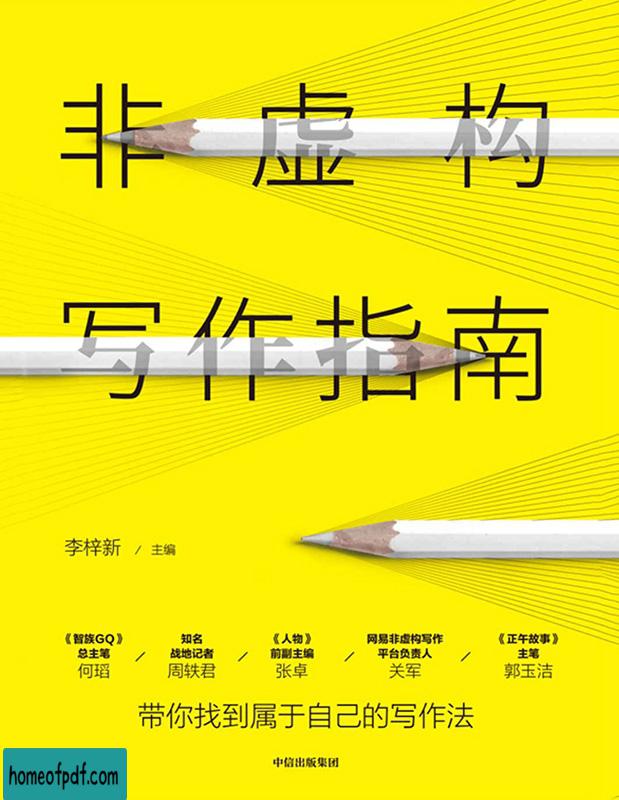 非虚构
写作指南
李梓新 / 主编
《智族GQ》
总主笔
何瑫
/
知名
战地记者
周轶君
/
《人物》
前副主编
张卓
/
网易非虚构写作
平台负责人
关军
/
《正午故事》
主笔
郭玉洁
带你找到属于自己的写作法
中信出版集团
homeofpdf.com